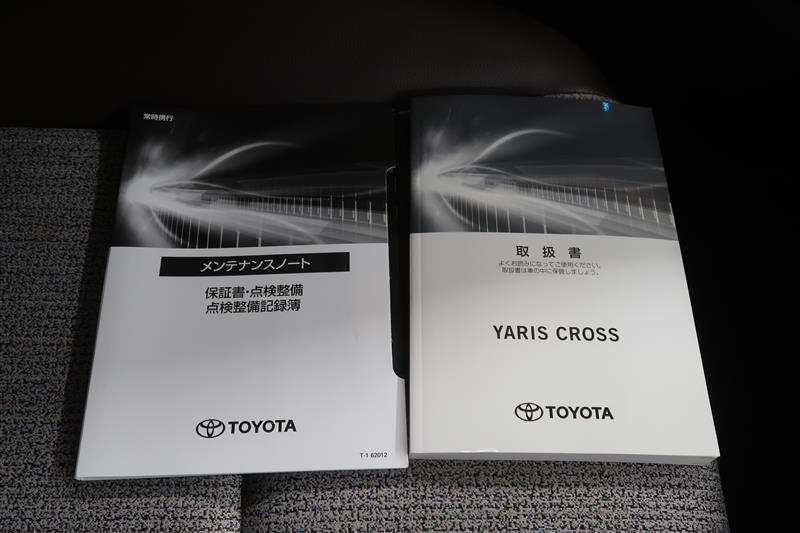 常時携行
メンテナンスノート
保証書・点検整備
点検整備記録簿
TOYOTA
T-1 62012
取扱書
よくお読みになってご使用ください。
取扱書は車の中に保管しましょう。
YARIS CROSS
TOYOTA